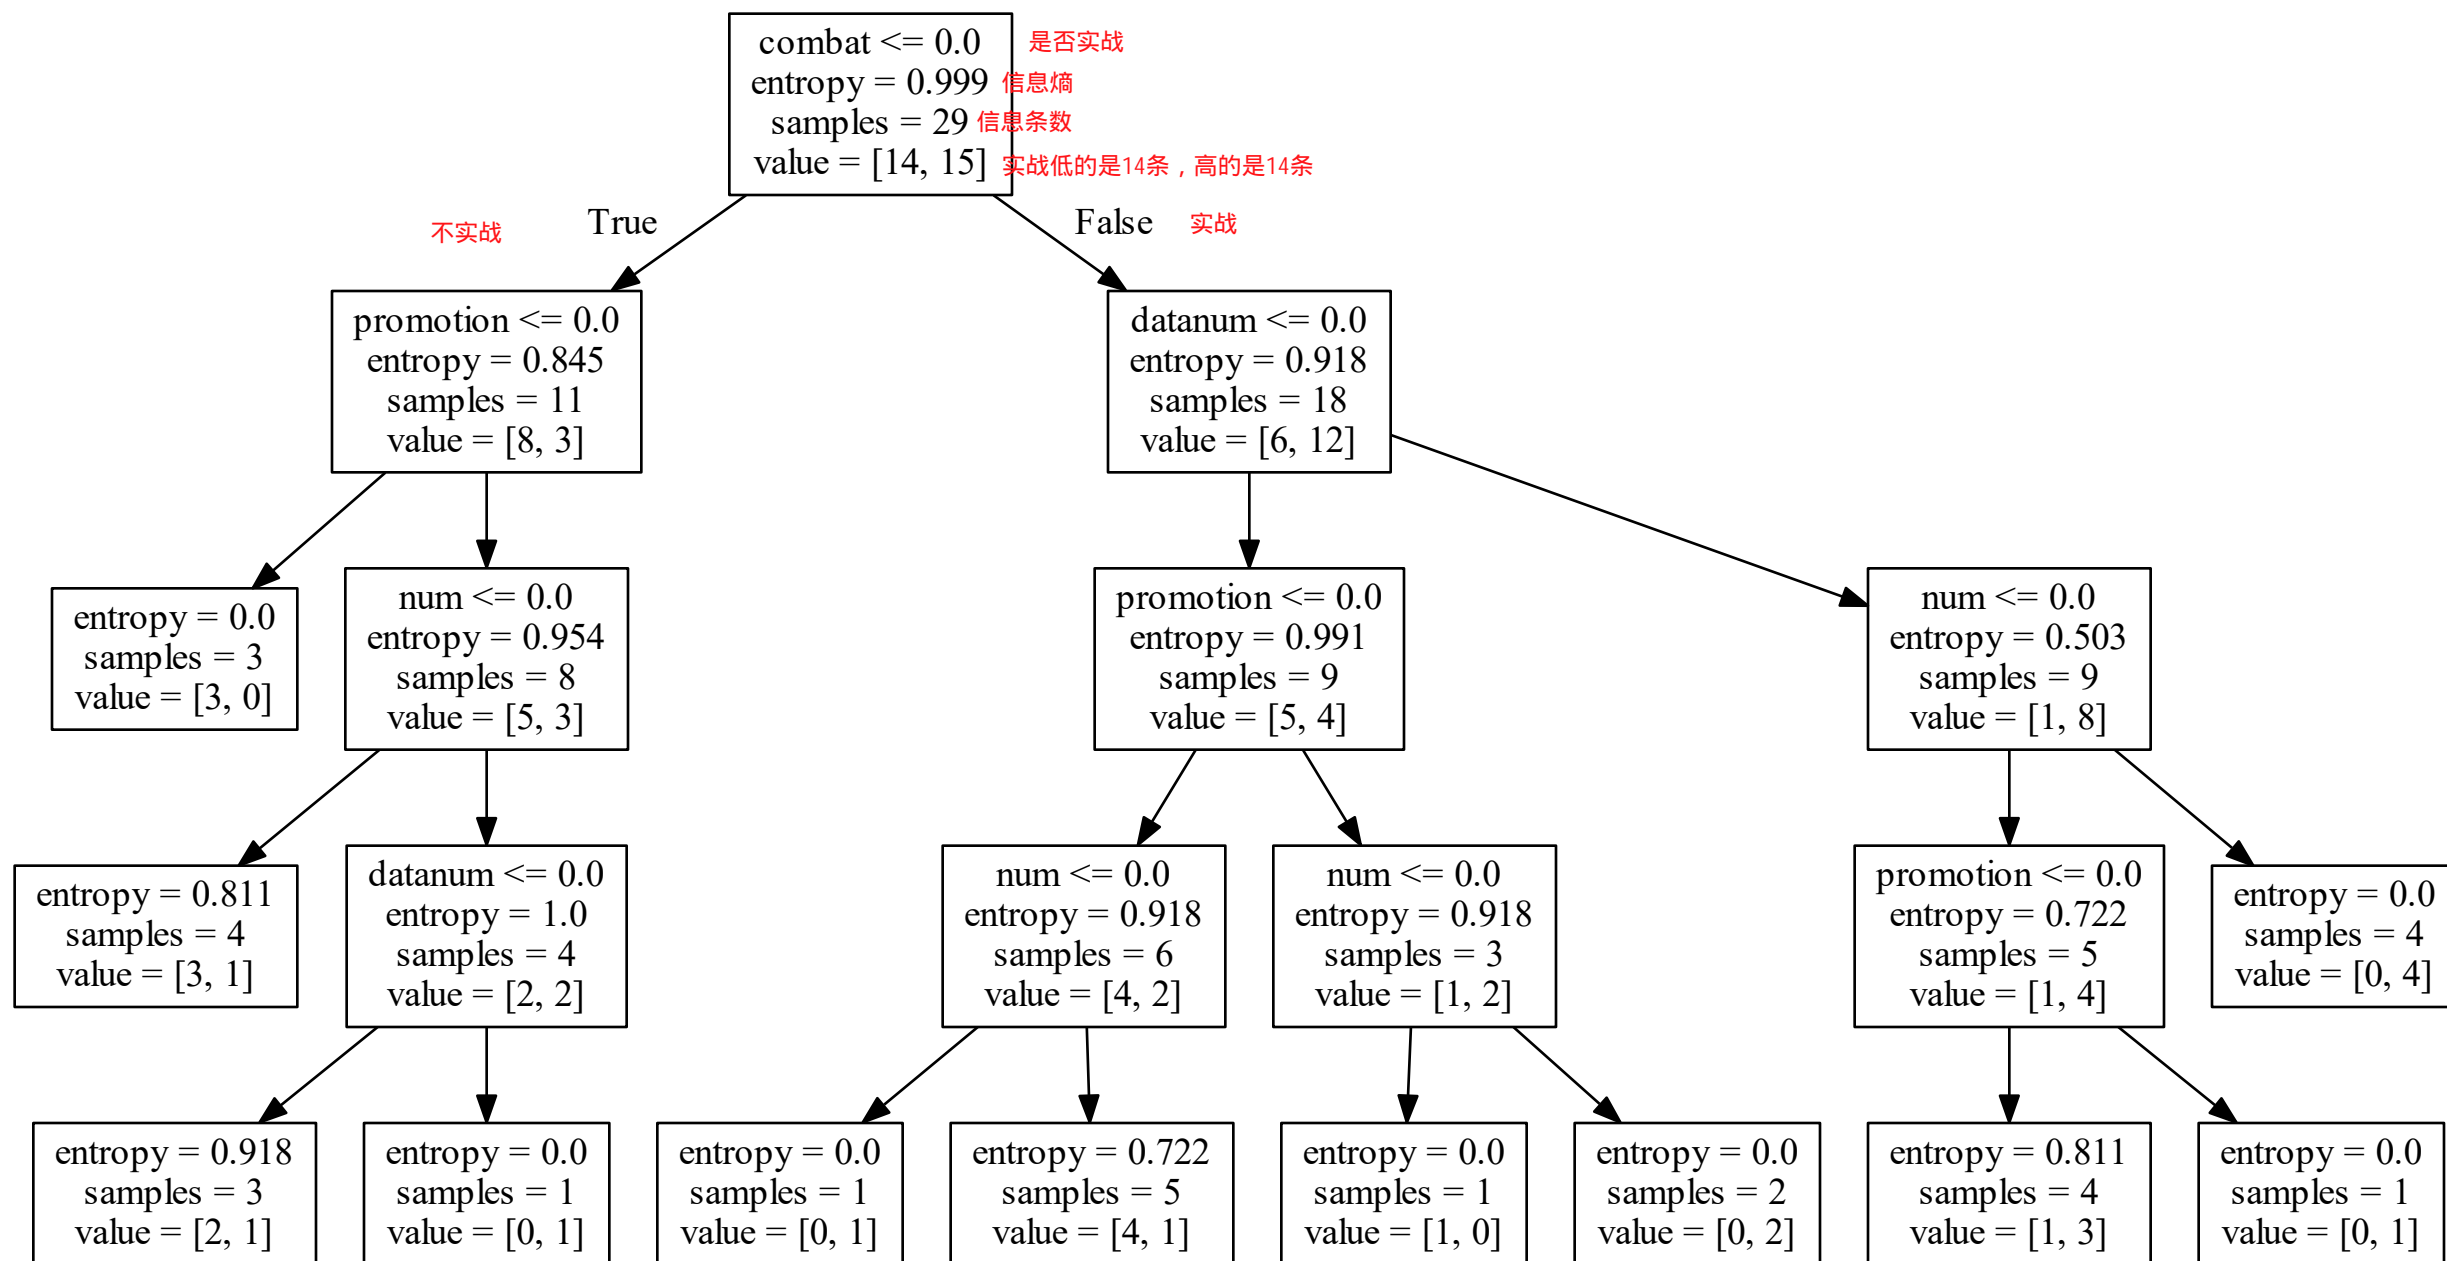 combat <= 0.0 是否实战
entropy = 0.999 信息熵
samples = 29 信息条数
value = [14, 15] 实战低的是14条，高的是14条
不实战 True
False 实战
promotion <= 0.0
entropy = 0.845
samples = 11
value = [8, 3]
datanum <= 0.0
entropy = 0.918
samples = 18
value = [6, 12]
entropy = 0.0
samples = 3
value = [3, 0]
num <= 0.0
entropy = 0.954
samples = 8
value = [5, 3]
promotion <= 0.0
entropy = 0.991
samples = 9
value = [5, 4]
num <= 0.0
entropy = 0.503
samples = 9
value = [1, 8]
entropy = 0.811
samples = 4
value = [3, 1]
datanum <= 0.0
entropy = 1.0
samples = 4
value = [2, 2]
num <= 0.0
entropy = 0.918
samples = 6
value = [4, 2]
num <= 0.0
entropy = 0.918
samples = 3
value = [1, 2]
promotion <= 0.0
entropy = 0.722
samples = 5
value = [1, 4]
entropy = 0.0
samples = 4
value = [0, 4]
entropy = 0.918
samples = 3
value = [2, 1]
entropy = 0.0
samples = 1
value = [0, 1]
entropy = 0.0
samples = 1
value = [0, 1]
entropy = 0.722
samples = 5
value = [4, 1]
entropy = 0.0
samples = 1
value = [1, 0]
entropy = 0.0
samples = 2
value = [0, 2]
entropy = 0.811
samples = 4
value = [1, 3]
entropy = 0.0
samples = 1
value = [0, 1]